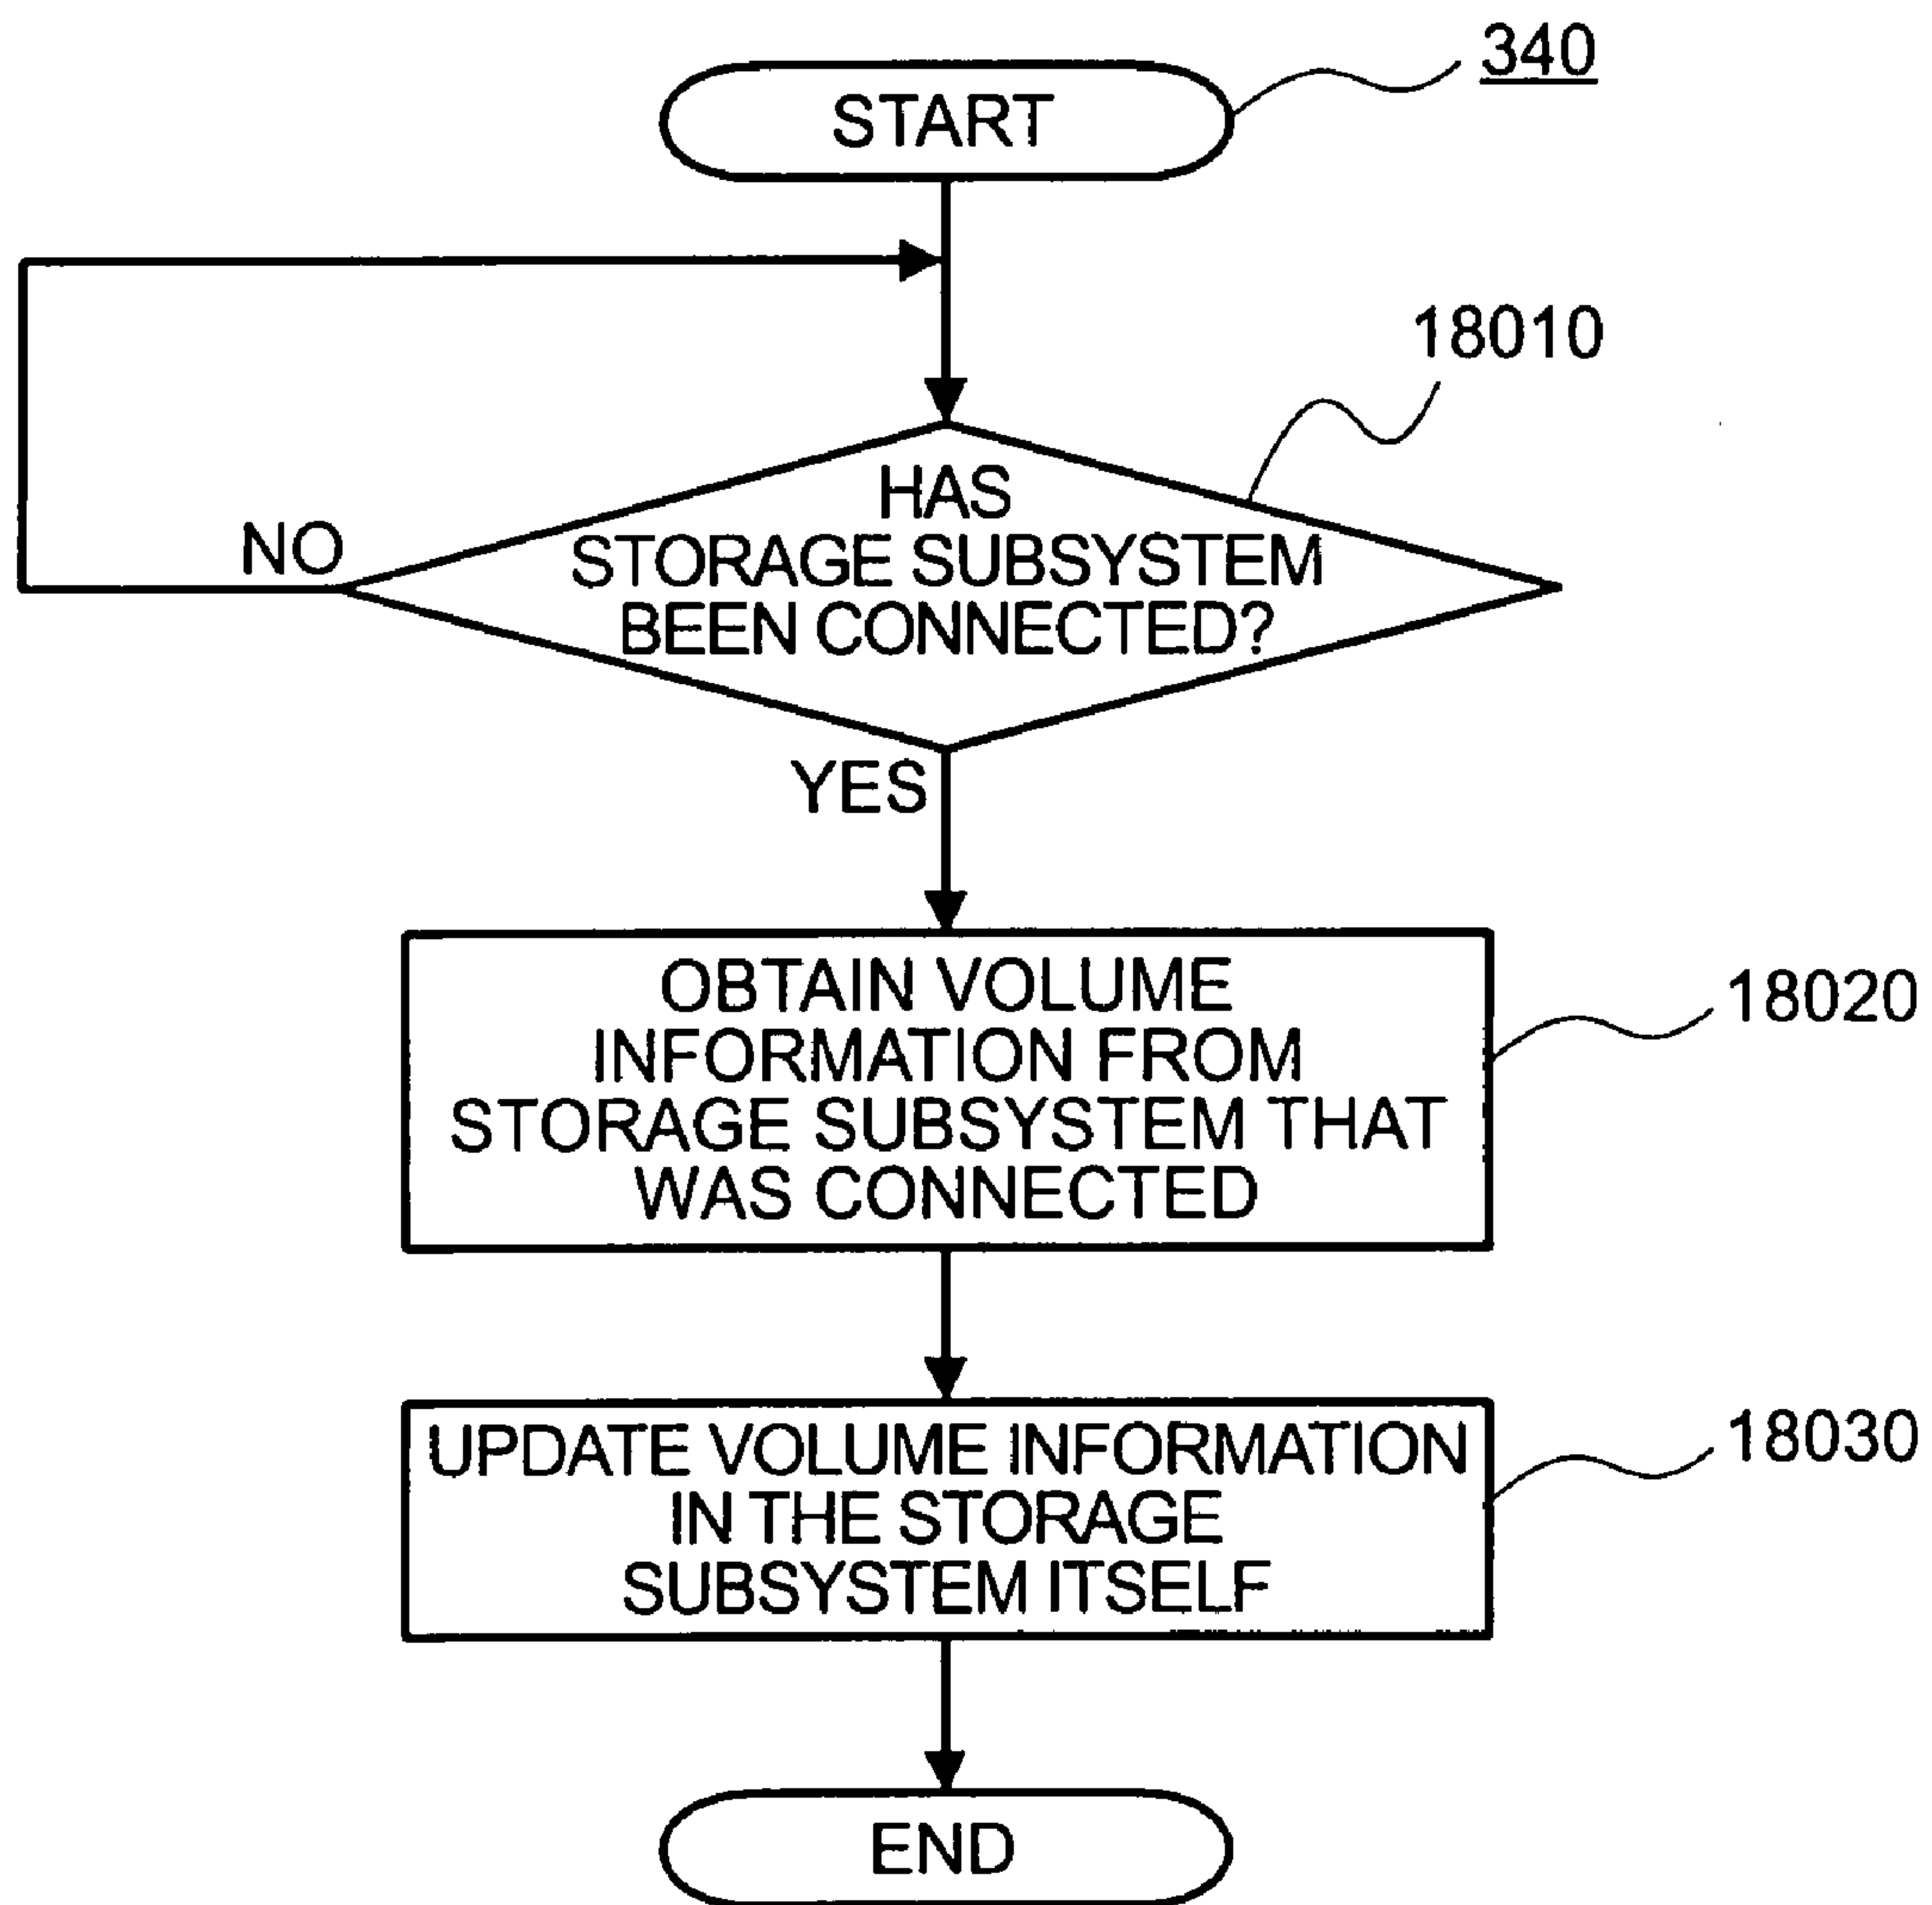 340
START
18010
HAS
STORAGE SUBSYSTEM
BEEN CONNECTED?
NO
YES
OBTAIN VOLUME
INFORMATION FROM
STORAGE SUBSYSTEM THAT
WAS CONNECTED
18020
UPDATE VOLUME INFORMATION
IN THE STORAGE
SUBSYSTEM ITSELF
18030
END